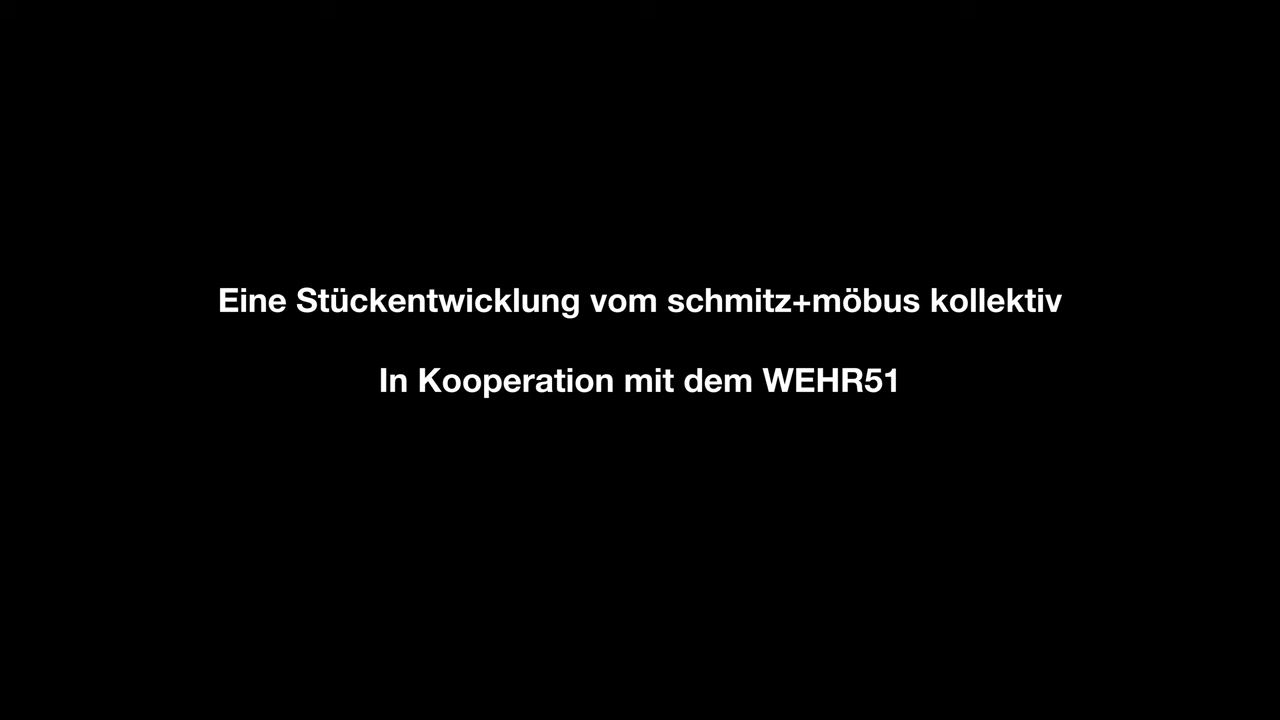 Eine Stückentwicklung vom schmitz+möbus kollektiv
In Kooperation mit dem WEHR51